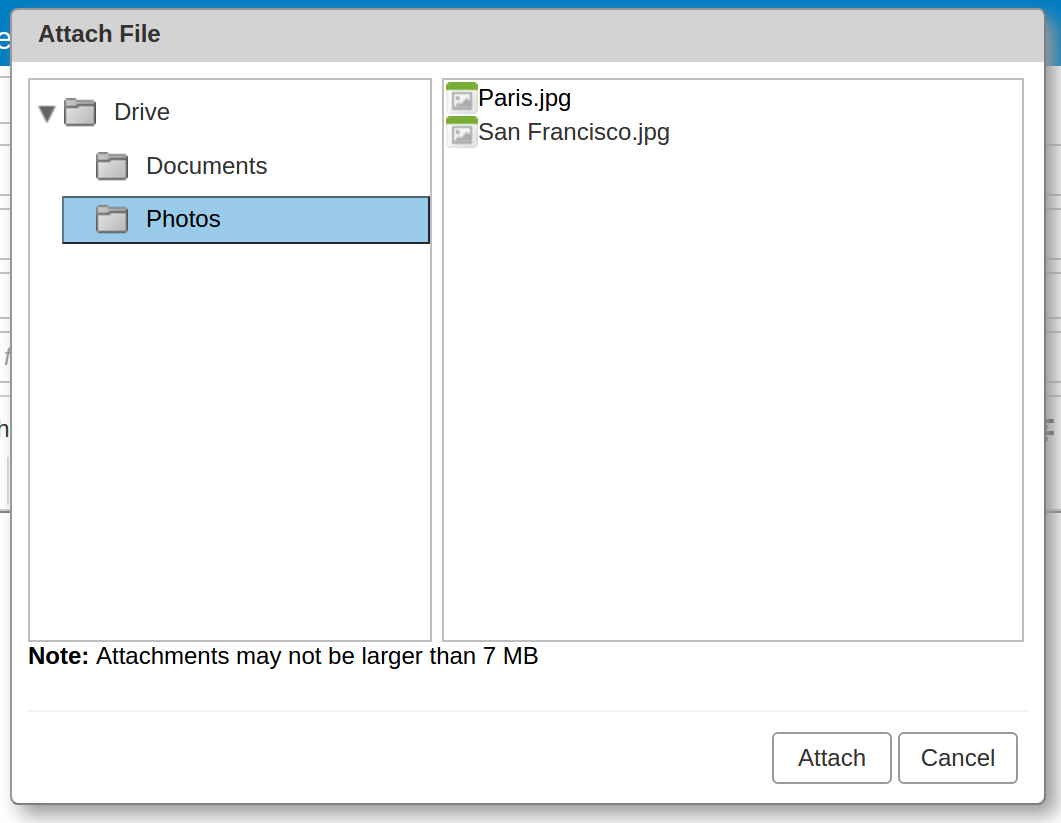 Attach File
Drive
Documents
Photos
Paris.jpg
San Francisco.jpg
Note: Attachments may not be larger than 7 MB
Attach
Cancel